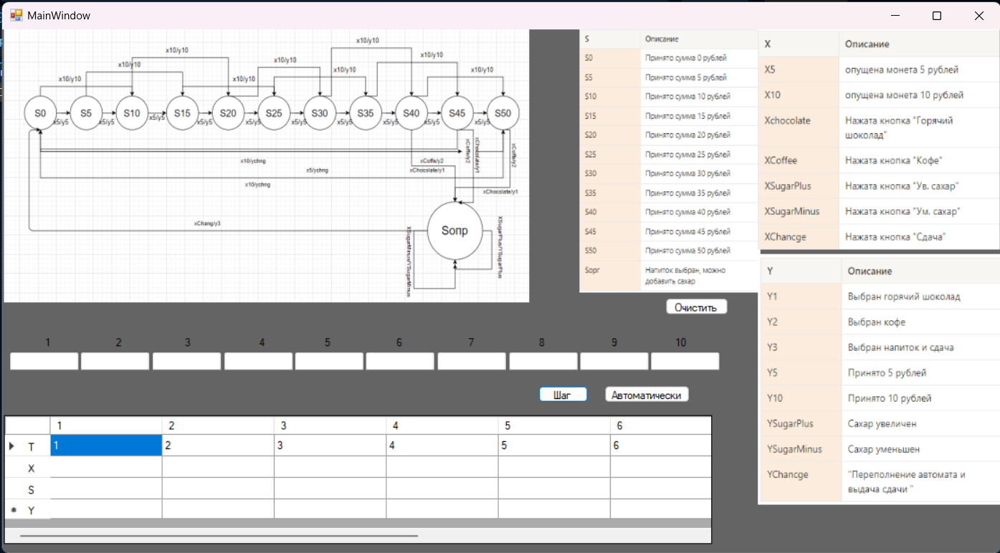 MainWindow
x10/y10
x10/y10
x10/y10
x10/y10
x10/y10
x10/y10
x10/y10
x10/y10
x10/y10
S0
S5
S10
S15
S20
S25
S30
S35
S40
S45
S50
x5/y5
x5/y5
x5/y5
x5/y5
x5/y5
x5/y5
x5/y5
x5/y5
x5/y5
x5/y5
xCoffe/y2
xChocolate/y1
xCoffe/y2
x10/ychng
xCoffe/y2
x5/ychng
xChocolate/y1
x10/ychng
xChocolate/y1
xChang/y3
Sопр
XSugarMinus/YSugarMinus
XSugarPlus/YSugarPlus
S Описание
S0 Принято сумма 0 рублей
S5 Принято сумма 5 рублей
S10 Принято сумма 10 рублей
S15 Принято сумма 15 рублей
S20 Принято сумма 20 рублей
S25 Принято сумма 25 рублей
S30 Принято сумма 30 рублей
S35 Принято сумма 35 рублей
S40 Принято сумма 40 рублей
S45 Принято сумма 45 рублей
S50 Принято сумма 50 рублей
Sopr Напиток выбран, можно
добавить сахар
X Описание
X5 опущена монета 5 рублей
X10 опущена монета 10 рублей
Xchocolate Нажата кнопка "Горячий
шоколад"
XCoffee Нажата кнопка "Кофе"
XSugarPlus Нажата кнопка "Ув. сахар"
XSugarMinus Нажата кнопка "Ум. сахар"
XChancge Нажата кнопка "Сдача"
Y Описание
Y1 Выбран горячий шоколад
Y2 Выбран кофе
Y3 Выбран напиток и сдача
Y5 Принято 5 рублей
Y10 Принято 10 рублей
YSugarPlus Сахар увеличен
YSugarMinus Сахар уменьшен
YChancge "Переполнение автомата и
выдача сдачи "
Очистить
1 2 3 4 5 6 7 8 9 10
Шаг Автоматически
1 2 3 4 5 6
T 1 2 3 4 5 6
X
S
Y